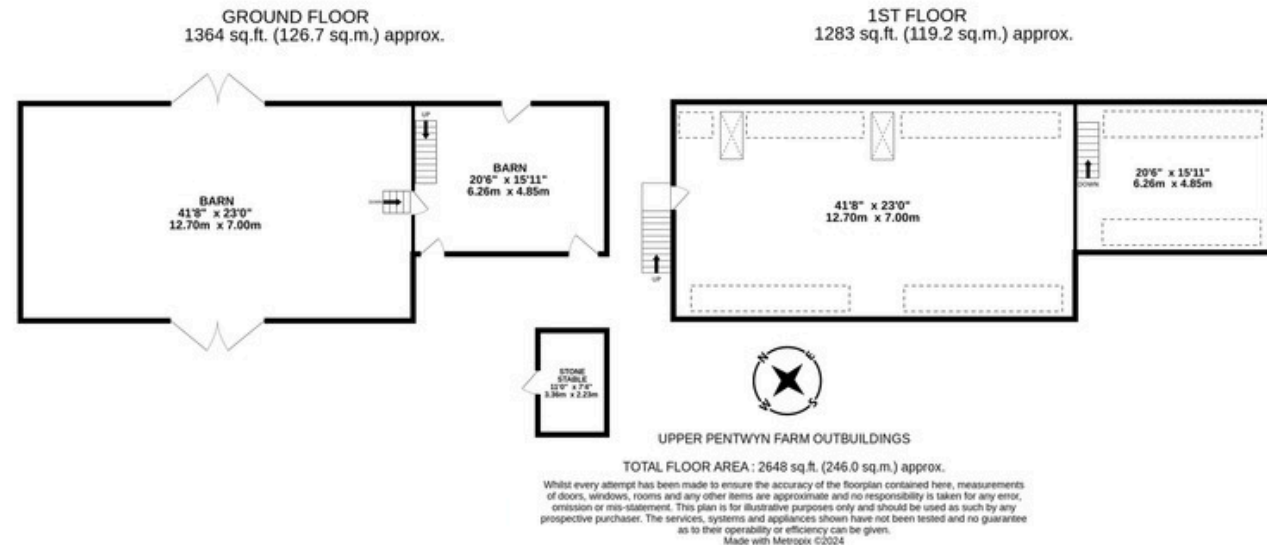 GROUND FLOOR
1364 sq.ft. (126.7 sq.m.) approx.
1ST FLOOR
1283 sq.ft. (119.2 sq.m.) approx.
UP
BARN
20'6" x 15'11"
6.26m x 4.85m
BARN
41'8" x 23'0"
12.70m x 7.00m
DOWN
20'6" x 15'11"
6.26m x 4.85m
41'8" x 23'0"
12.70m x 7.00m
UP
STONE
STABLE
11'0" x 7'4"
3.36m x 2.23m
N
E
S
W
UPPER PENTWYN FARM OUTBUILDINGS
TOTAL FLOOR AREA : 2648 sq.ft. (246.0 sq.m.) approx.
Whilst every attempt has been made to ensure the accuracy of the floorplan contained here, measurements
of doors, windows, rooms and any other items are approximate and no responsibility is taken for any error,
omission or mis-statement. This plan is for illustrative purposes only and should be used as such by any
prospective purchaser. The services, systems and appliances shown have not been tested and no guarantee
as to their operability or efficiency can be given.
Made with Metropix ©2024